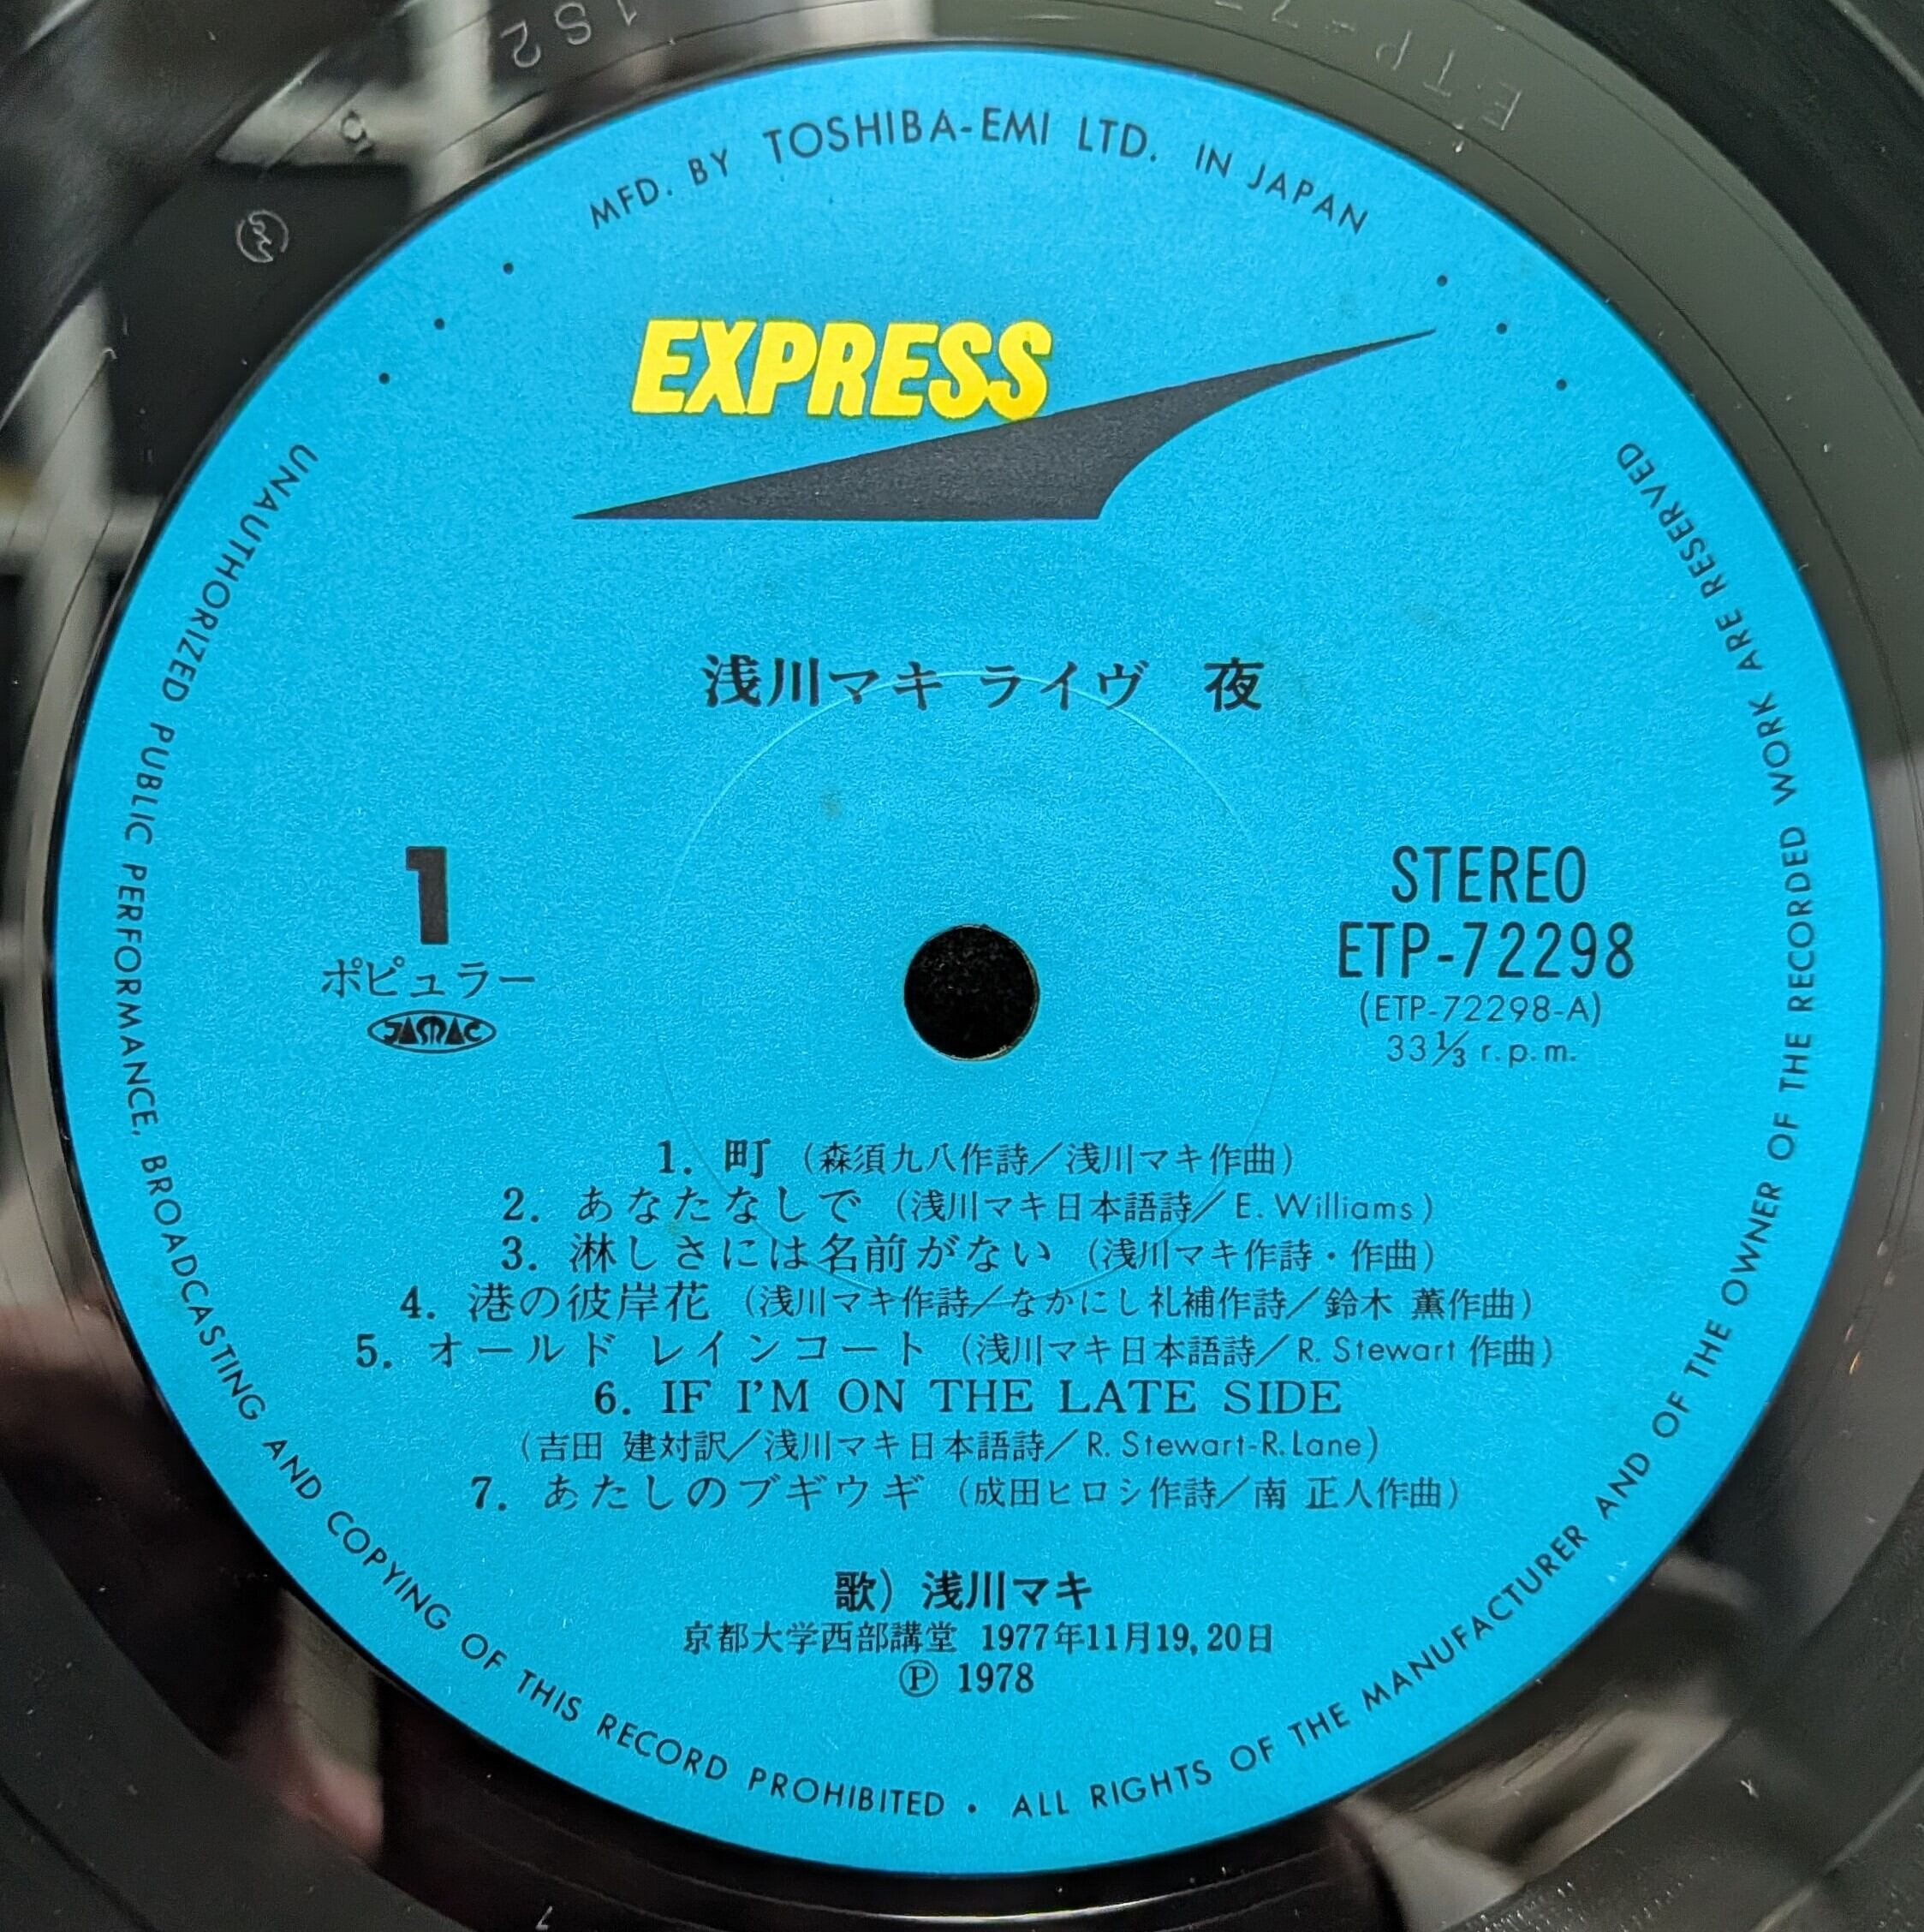 MFD. BY TOSHIBA-EMI LTD. IN JAPAN
EXPRESS
浅川マキ ライヴ 夜
1
ポピュラー
JASRAC
STEREO
ETP-72298
(ETP-72298-A)
33⅓ r.p.m.
1. 町 (森須九八作詩／浅川マキ作曲)
2. あなたなしで (浅川マキ日本語詩／E. Williams)
3. 淋しさには名前がない (浅川マキ作詩・作曲)
4. 港の彼岸花 (浅川マキ作詩／なかにし礼補作詩／鈴木 薫作曲)
5. オールド レインコート (浅川マキ日本語詩／R. Stewart 作曲)
6. IF I'M ON THE LATE SIDE
(吉田 建対訳／浅川マキ日本語詩／R. Stewart-R. Lane)
7. あたしのブギウギ (成田ヒロシ作詩／南 正人作曲)
歌) 浅川マキ
京都大学西部講堂 1977年11月19, 20日
Ⓟ 1978
UNAUTHORIZED PUBLIC PERFORMANCE, BROADCASTING AND COPYING OF THIS RECORD PROHIBITED • ALL RIGHTS OF THE MANUFACTURER AND OF THE OWNER OF THE RECORDED WORK ARE RESERVED
1S2